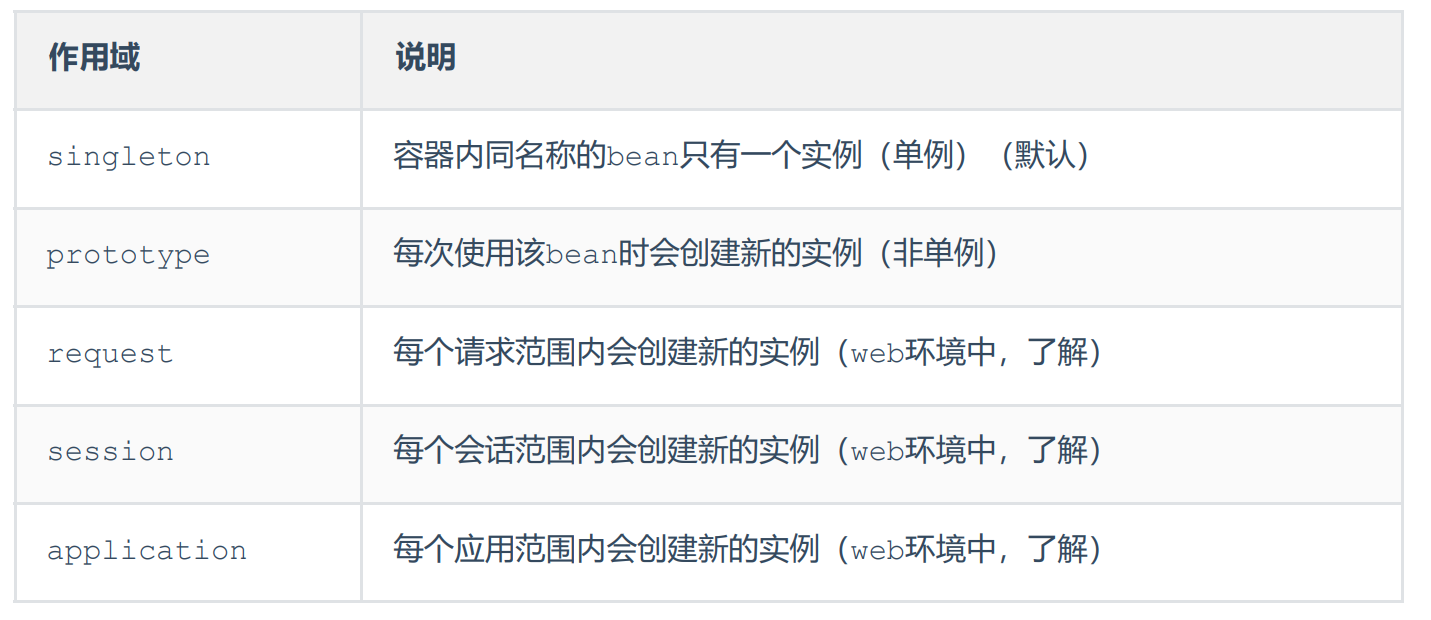 作用域 说明
singleton 容器内同名称的bean只有一个实例（单例）（默认）
prototype 每次使用该bean时会创建新的实例（非单例）
request 每个请求范围内会创建新的实例（web环境中，了解）
session 每个会话范围内会创建新的实例（web环境中，了解）
application 每个应用范围内会创建新的实例（web环境中，了解）